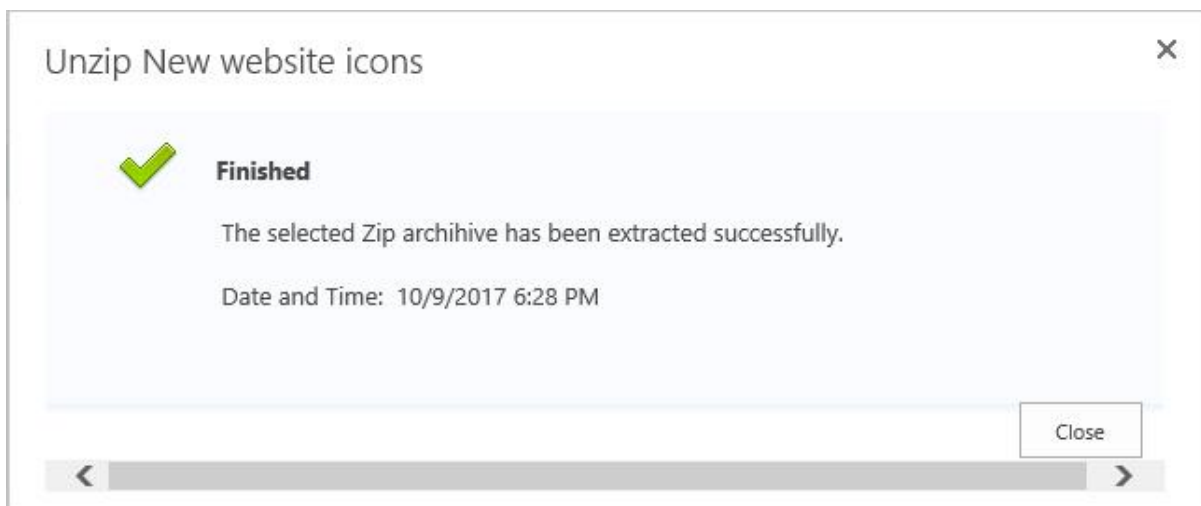 Unzip New website icons
Finished
The selected Zip archihive has been extracted successfully.
Date and Time: 10/9/2017 6:28 PM
Close